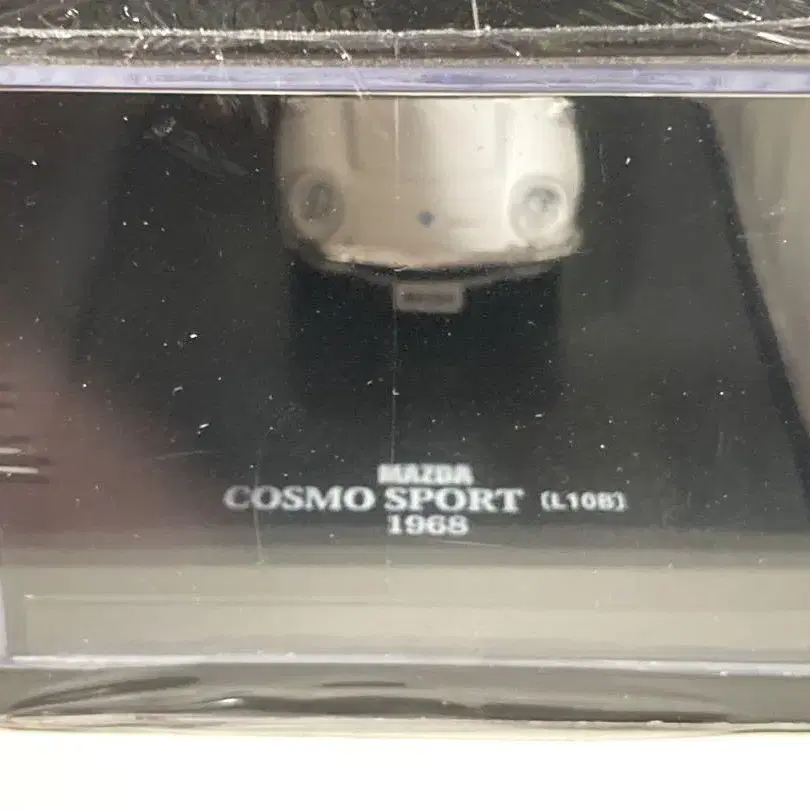 MAZDA
COSMO SPORT (L10B)
1968